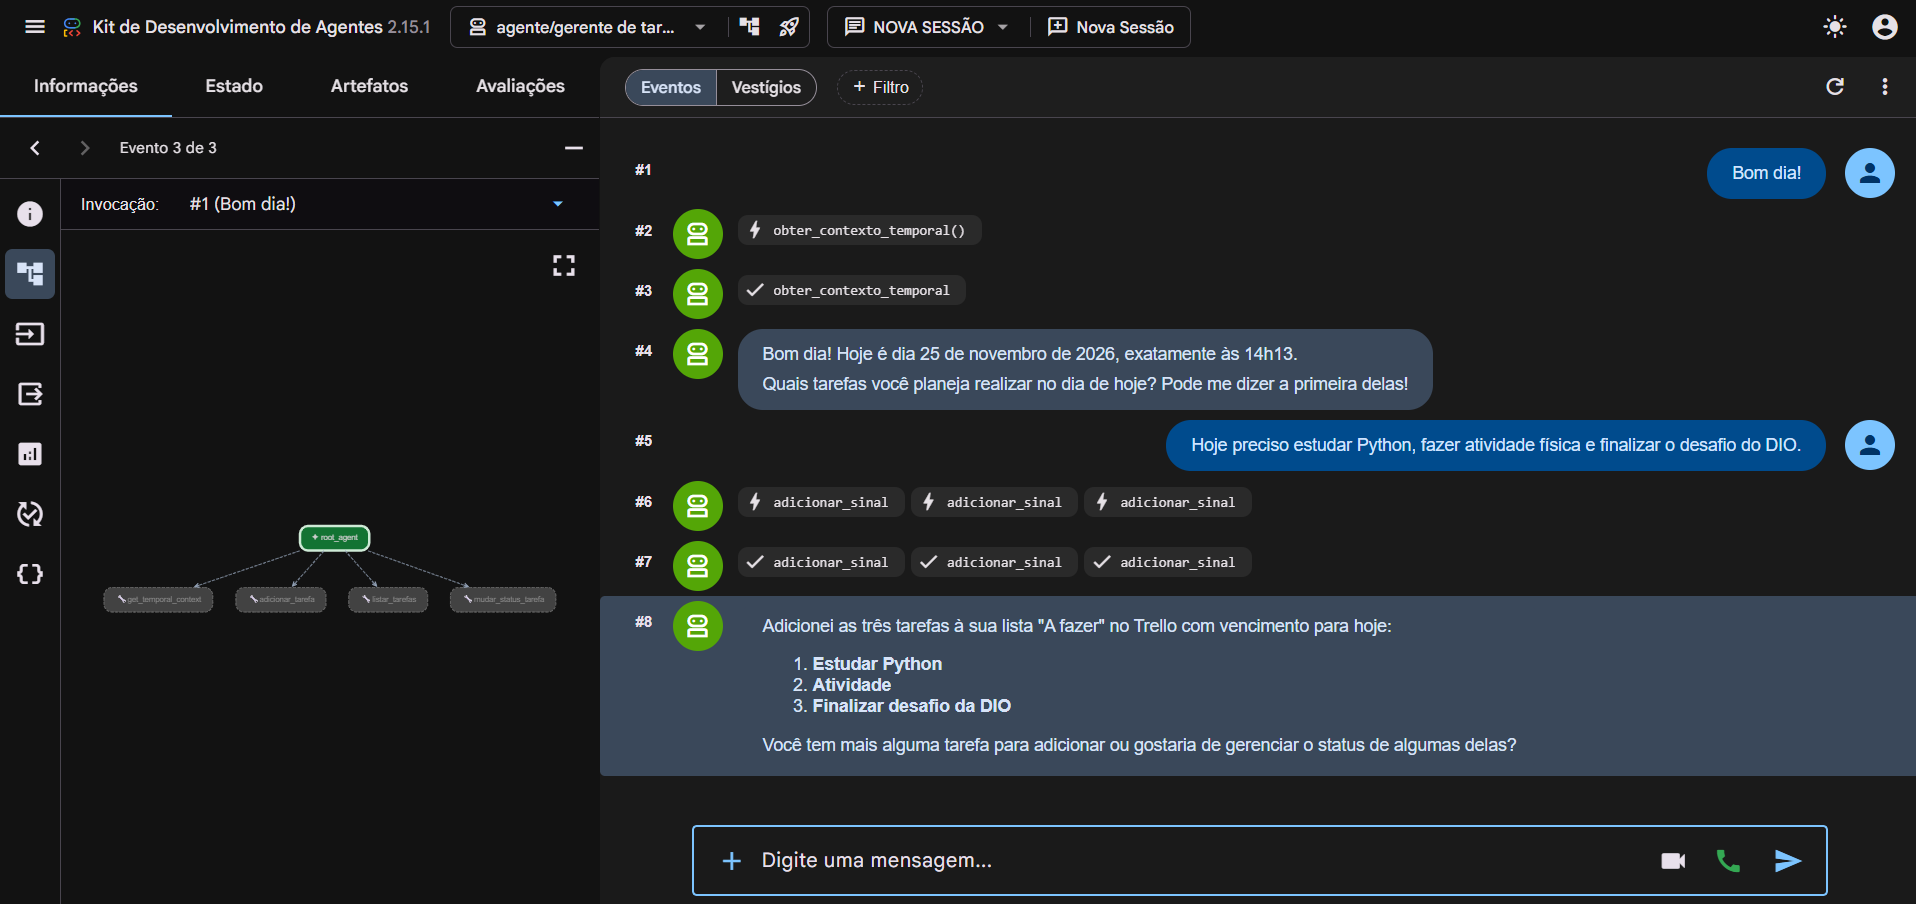 Kit de Desenvolvimento de Agentes 2.15.1
agente/gerente de tar...
NOVA SESSÃO
Nova Sessão
Informações
Estado
Artefatos
Avaliações
Eventos
Vestígios
+ Filtro
Evento 3 de 3
Invocação:
#1 (Bom dia!)
root_agent
get_temporal_context
adicionar_tarefa
listar_tarefas
mudar_status_tarefa
#1
Bom dia!
#2
obter_contexto_temporal()
#3
obter_contexto_temporal
#4
Bom dia! Hoje é dia 25 de novembro de 2026, exatamente às 14h13.
Quais tarefas você planeja realizar no dia de hoje? Pode me dizer a primeira delas!
#5
Hoje preciso estudar Python, fazer atividade física e finalizar o desafio do DIO.
#6
adicionar_sinal
adicionar_sinal
adicionar_sinal
#7
adicionar_sinal
adicionar_sinal
adicionar_sinal
#8
Adicionei as três tarefas à sua lista "A fazer" no Trello com vencimento para hoje:
1. Estudar Python
2. Atividade
3. Finalizar desafio da DIO
Você tem mais alguma tarefa para adicionar ou gostaria de gerenciar o status de algumas delas?
Digite uma mensagem...